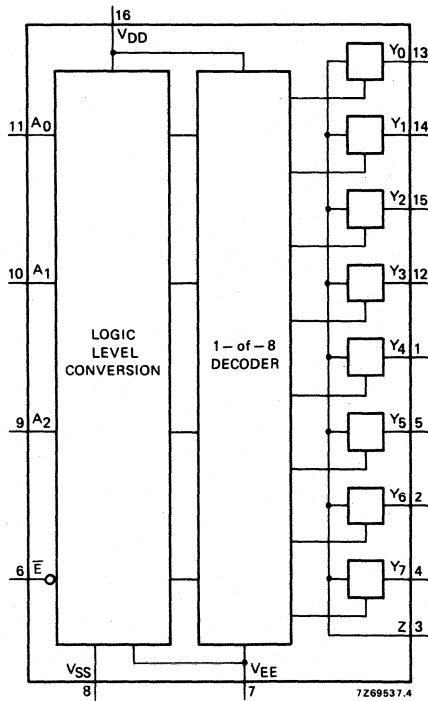 16
VDD
Y0 13
11 A0
Y1 14
Y2 15
10 A1
Y3 12
LOGIC
LEVEL
CONVERSION
1 – of – 8
DECODER
Y4 1
9 A2
Y5 5
Y6 2
6 E̅
Y7 4
Z 3
VSS
VEE
8
7
7Z69537.4